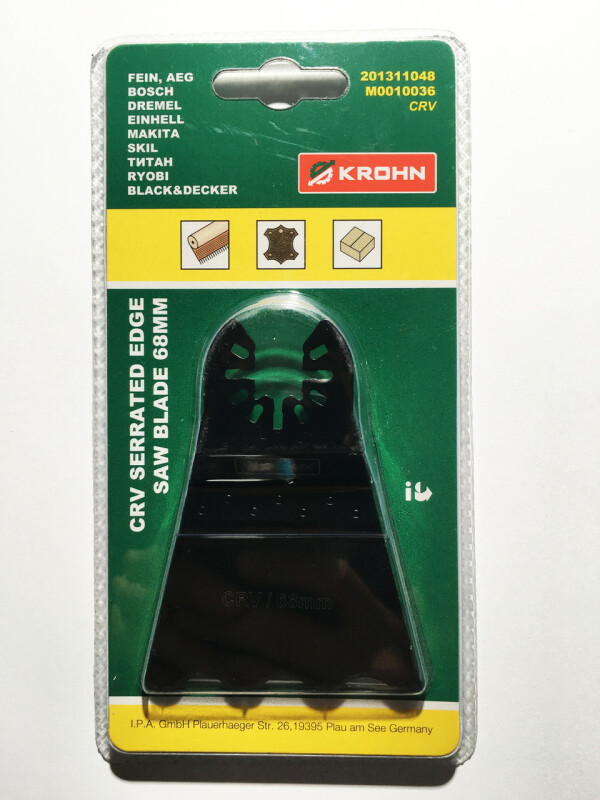 FEIN, AEG
BOSCH
DREMEL
EINHELL
MAKITA
SKIL
ТИТАН
RYOBI
BLACK&DECKER
201311048
M0010036
CRV
KROHN
CRV SERRATED EDGE
SAW BLADE 68MM
CRV / 68mm
I.P.A. GmbH Plauerhaeger Str. 26,19395 Plau am See Germany